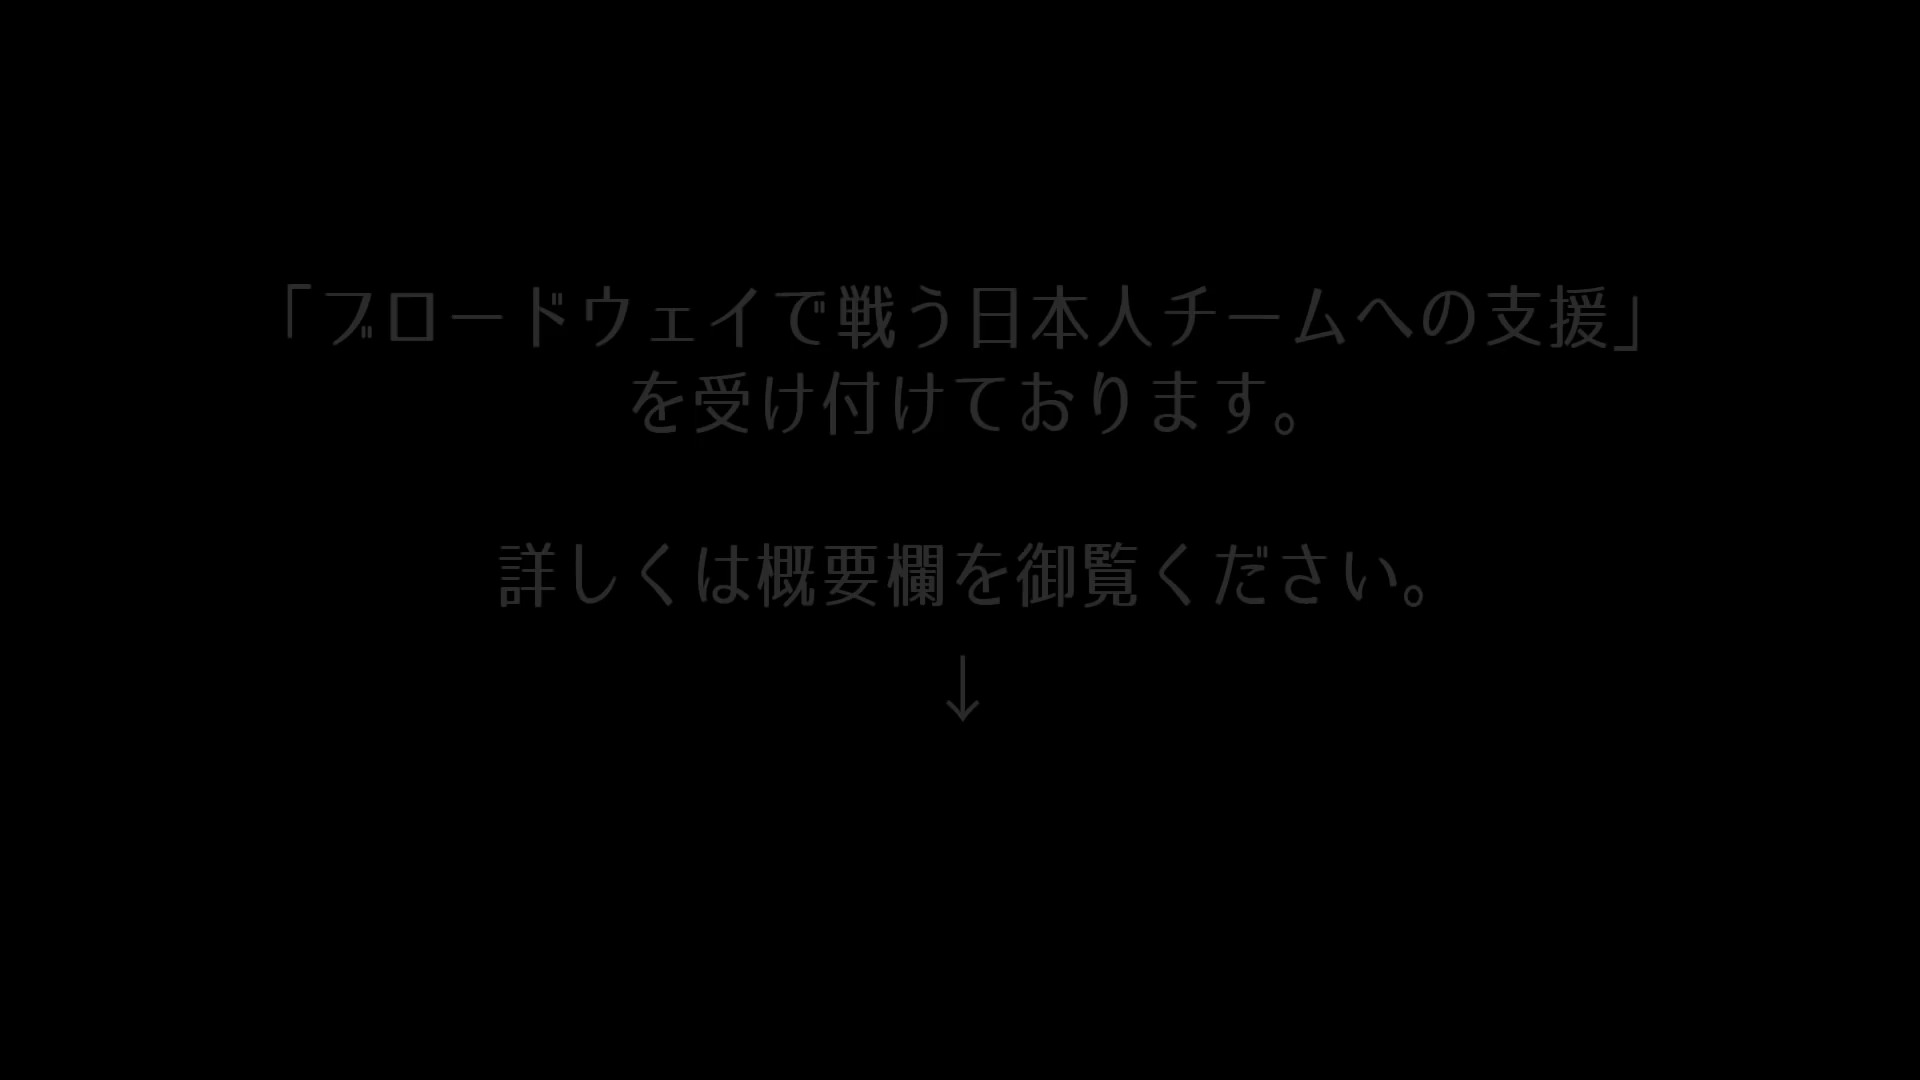 「ブロードウェイで戦う日本人チームへの支援」
を受け付けております。
詳しくは概要欄を御覧ください。
↓